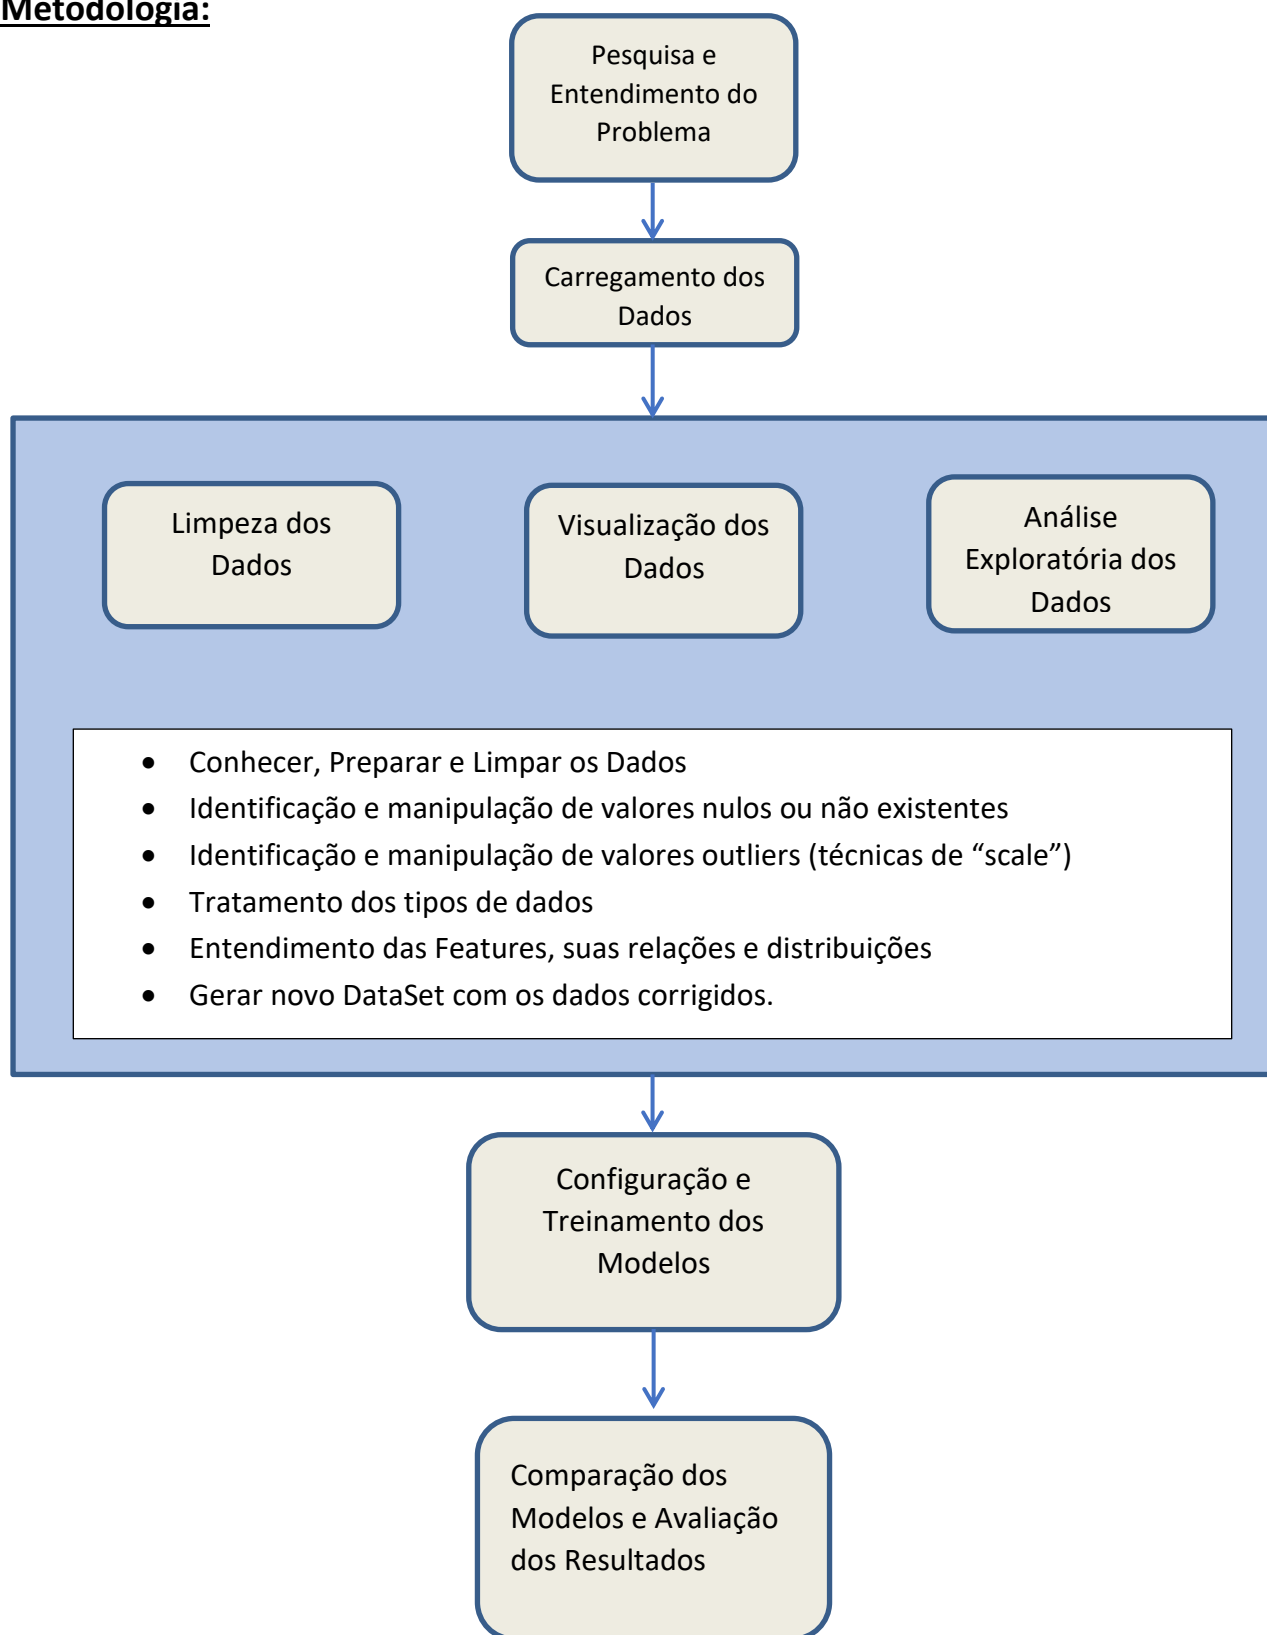 Metodologia:
Pesquisa e
Entendimento do
Problema
Carregamento dos
Dados
Limpeza dos
Dados
Visualização dos
Dados
Análise
Exploratória dos
Dados
• Conhecer, Preparar e Limpar os Dados
• Identificação e manipulação de valores nulos ou não existentes
• Identificação e manipulação de valores outliers (técnicas de “scale”)
• Tratamento dos tipos de dados
• Entendimento das Features, suas relações e distribuições
• Gerar novo DataSet com os dados corrigidos.
Configuração e
Treinamento dos
Modelos
Comparação dos
Modelos e Avaliação
dos Resultados